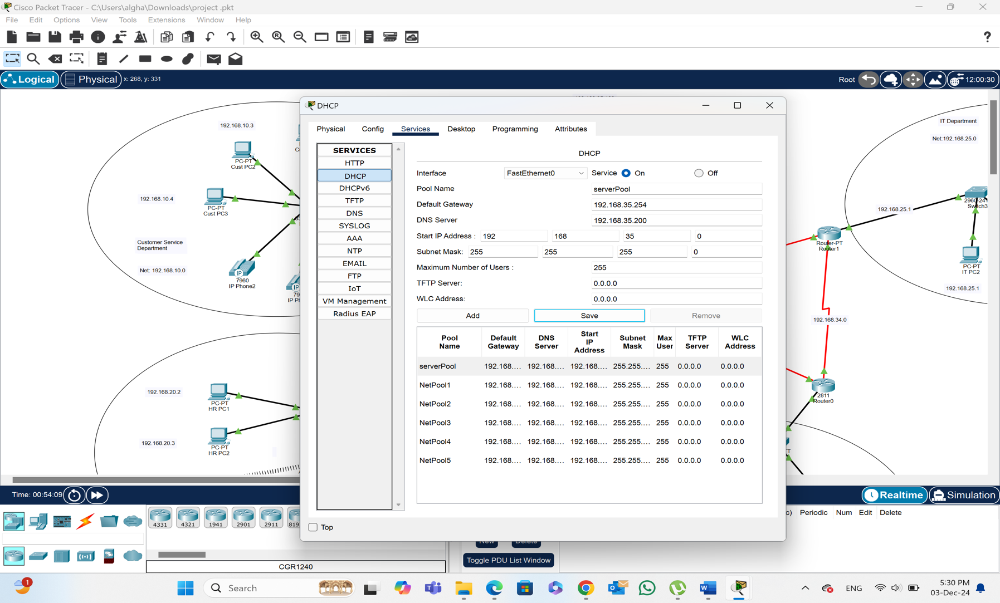 Cisco Packet Tracer - C:\Users\algha\Downloads\project .pkt
File Edit Options View Tools Extensions Window Help
?
Logical Physical x: 268, y: 331 Root 12:00:30
DHCP
Physical Config Services Desktop Programming Attributes
SERVICES
HTTP
DHCP
DHCPv6
TFTP
DNS
SYSLOG
AAA
NTP
EMAIL
FTP
IoT
VM Management
Radius EAP
DHCP
Interface FastEthernet0 Service On Off
Pool Name serverPool
Default Gateway 192.168.35.254
DNS Server 192.168.35.200
Start IP Address : 192 168 35 0
Subnet Mask: 255 255 255 0
Maximum Number of Users : 255
TFTP Server: 0.0.0.0
WLC Address: 0.0.0.0
Add Save Remove
Pool Name Default Gateway DNS Server Start IP Address Subnet Mask Max User TFTP Server WLC Address
serverPool 192.168.... 192.168.... 192.168.... 255.255.... 255 0.0.0.0 0.0.0.0
NetPool1 192.168.... 192.168.... 192.168.... 255.255.... 255 0.0.0.0 0.0.0.0
NetPool2 192.168.... 192.168.... 192.168.... 255.255.... 255 0.0.0.0 0.0.0.0
NetPool3 192.168.... 192.168.... 192.168.... 255.255.... 255 0.0.0.0 0.0.0.0
NetPool4 192.168.... 192.168.... 192.168.... 255.255.... 255 0.0.0.0 0.0.0.0
NetPool5 192.168.... 192.168.... 192.168.... 255.255.... 255 0.0.0.0 0.0.0.0
Top
192.168.10.3
PC-PT
Cust PC2
192.168.10.4
PC-PT
Cust PC3
Customer Service
Department
Net: 192.168.10.0
IP
7960
IP Phone2
IP
192.168.20.2
PC-PT
HR PC1
192.168.20.3
PC-PT
HR PC2
IT Department
Net:192.168.25.0
192.168.25.1
Switch3
Router-PT
Router1
PC-PT
IT PC2
192.168.25.1
192.168.34.0
2811
Router0
Time: 00:54:09 Realtime Simulation
4331 4321 1941 2901 2911 819
CGR1240
New Delete
Toggle PDU List Window
c) Periodic Num Edit Delete
1 Search ENG 5:30 PM
03-Dec-24